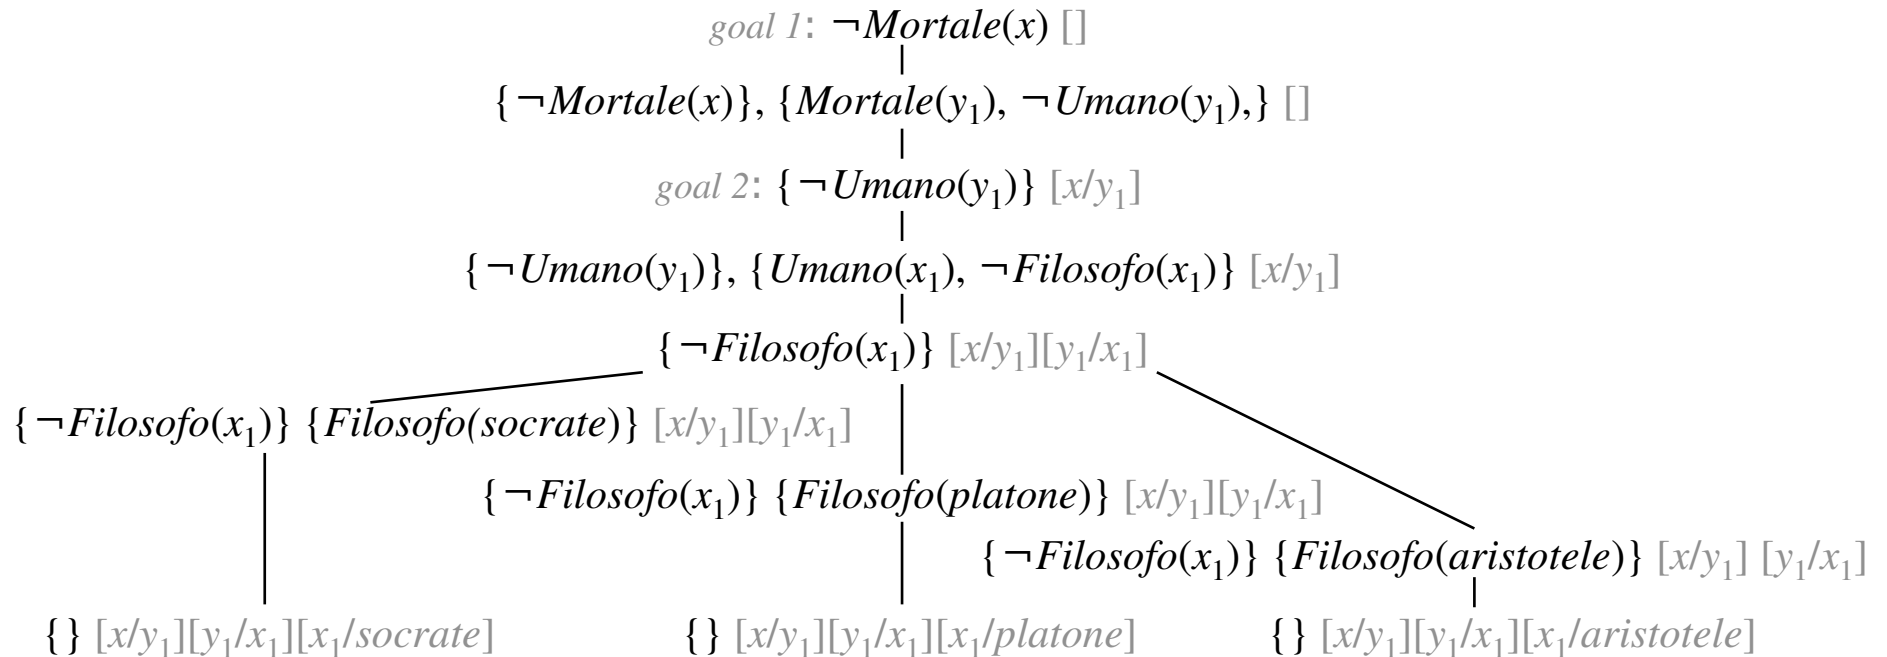 goal 1: ¬Mortale(x) []
{¬Mortale(x)}, {Mortale(y₁), ¬Umano(y₁),} []
goal 2: {¬Umano(y₁)} [x/y₁]
{¬Umano(y₁)}, {Umano(x₁), ¬Filosofo(x₁)} [x/y₁]
{¬Filosofo(x₁)} [x/y₁][y₁/x₁]
{¬Filosofo(x₁)} {Filosofo(socrate)} [x/y₁][y₁/x₁]
{¬Filosofo(x₁)} {Filosofo(platone)} [x/y₁][y₁/x₁]
{¬Filosofo(x₁)} {Filosofo(aristotele)} [x/y₁] [y₁/x₁]
{} [x/y₁][y₁/x₁][x₁/socrate]
{} [x/y₁][y₁/x₁][x₁/platone]
{} [x/y₁][y₁/x₁][x₁/aristotele]